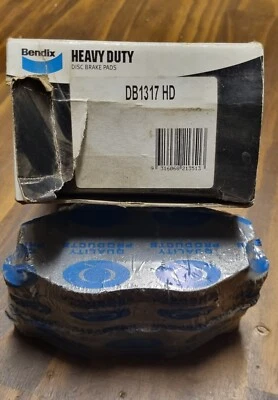 Bendix
HEAVY DUTY
DISC BRAKE PADS
DB1317 HD
QUALITY
PRODUCTS